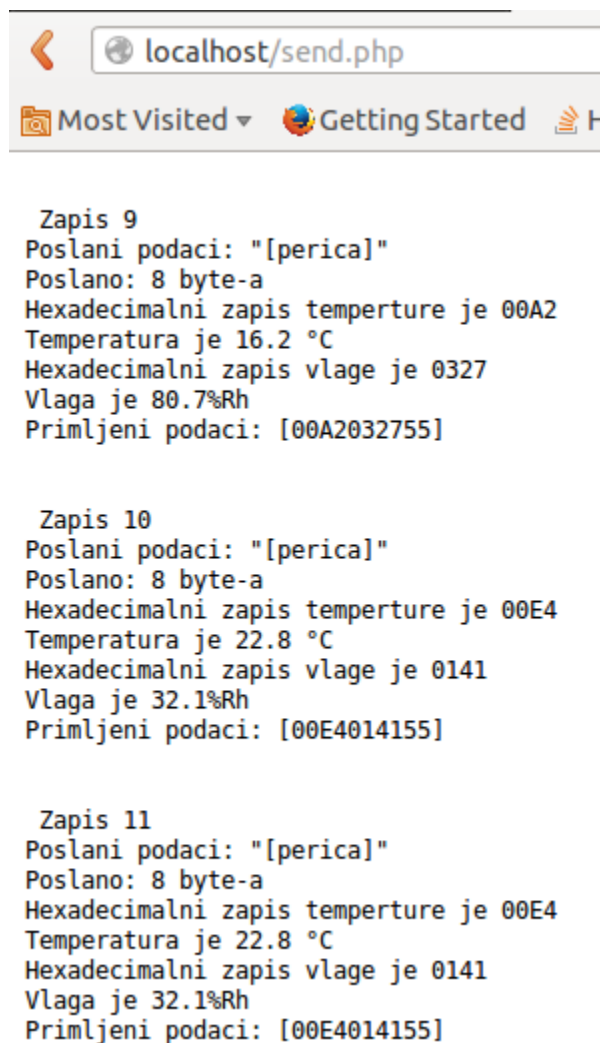 localhost/send.php
Most Visited Getting Started H
Zapis 9
Poslani podaci: "[perica]"
Poslano: 8 byte-a
Hexadecimalni zapis temperture je 00A2
Temperatura je 16.2 °C
Hexadecimalni zapis vlage je 0327
Vlaga je 80.7%Rh
Primljeni podaci: [00A2032755]
Zapis 10
Poslani podaci: "[perica]"
Poslano: 8 byte-a
Hexadecimalni zapis temperture je 00E4
Temperatura je 22.8 °C
Hexadecimalni zapis vlage je 0141
Vlaga je 32.1%Rh
Primljeni podaci: [00E4014155]
Zapis 11
Poslani podaci: "[perica]"
Poslano: 8 byte-a
Hexadecimalni zapis temperture je 00E4
Temperatura je 22.8 °C
Hexadecimalni zapis vlage je 0141
Vlaga je 32.1%Rh
Primljeni podaci: [00E4014155]